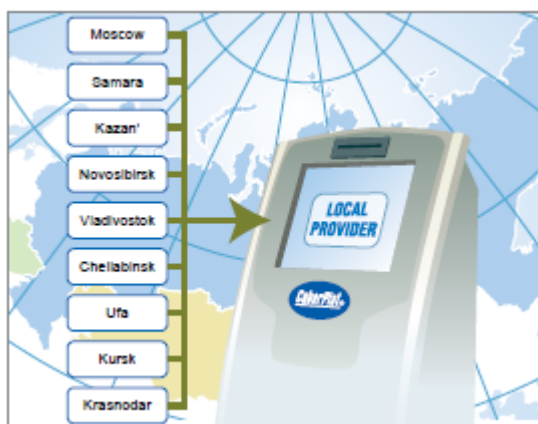 Moscow
Samara
Kazan'
Novosibirsk
Vladivostok
Cheliabinsk
Ufa
Kursk
Krasnodar
LOCAL
PROVIDER
CyberPlat